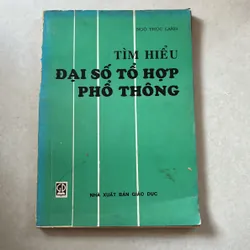 NGÔ THÚC LANH
TÌM HIỂU
ĐẠI SỐ TỔ HỢP
PHỔ THÔNG
NHÀ XUẤT BẢN GIÁO DỤC